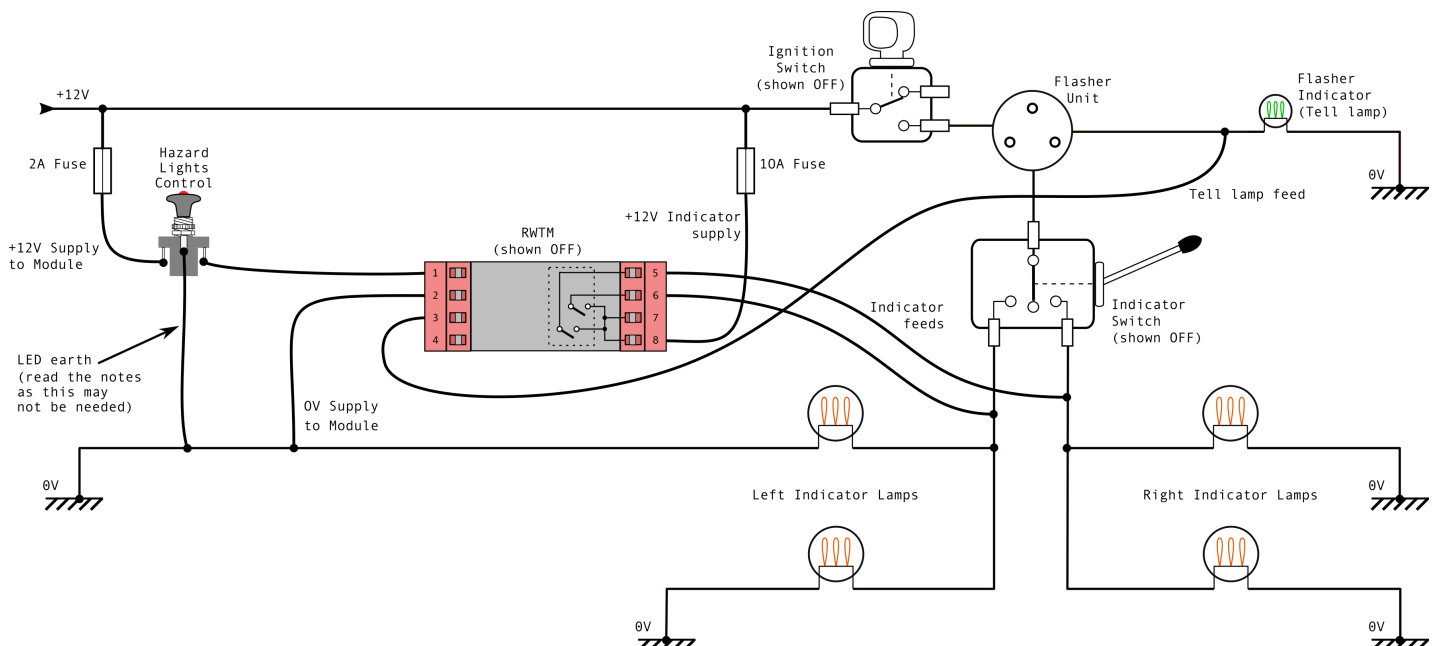 Ignition
Switch
(shown OFF)
Flasher
Unit
Flasher
Indicator
(Tell lamp)
+12V
2A Fuse
Hazard
Lights
Control
10A Fuse
0V
Tell lamp feed
+12V Indicator
supply
RWTM
(shown OFF)
+12V Supply
to Module
1
2
3
4
5
6
7
8
Indicator
feeds
Indicator
Switch
(shown OFF)
LED earth
(read the notes
as this may
not be needed)
0V Supply
to Module
0V
Left Indicator Lamps
Right Indicator Lamps
0V
0V
0V